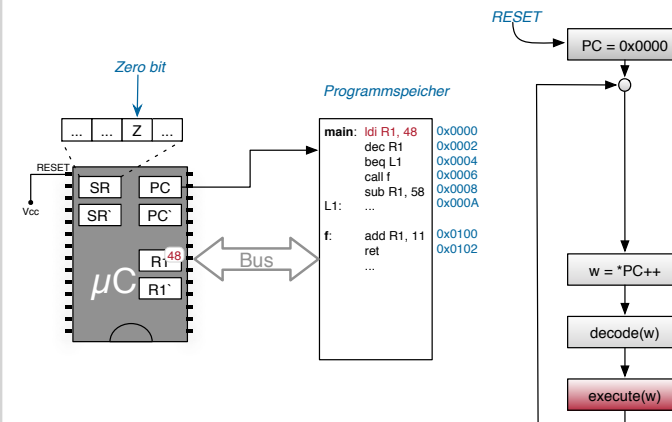 RESET
PC = 0x0000
Zero bit
Programmspeicher
... ... Z ...
main: ldi R1, 48 0x0000
dec R1 0x0002
beq L1 0x0004
call f 0x0006
sub R1, 58 0x0008
L1: ... 0x000A
f: add R1, 11 0x0100
ret 0x0102
...
RESET
Vcc
SR PC
SR` PC`
R1 48
R1`
µC
Bus
w = *PC++
decode(w)
execute(w)